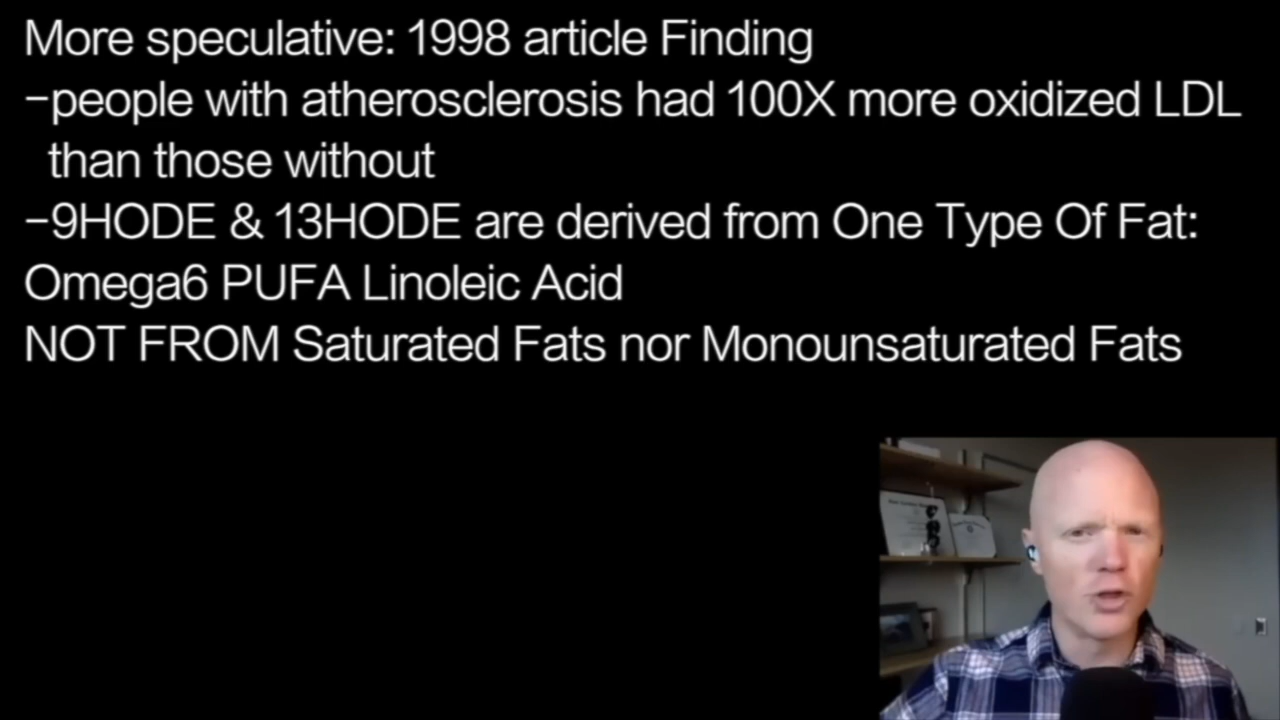 More speculative: 1998 article Finding
−people with atherosclerosis had 100X more oxidized LDL
than those without
−9HODE & 13HODE are derived from One Type Of Fat:
Omega6 PUFA Linoleic Acid
NOT FROM Saturated Fats nor Monounsaturated Fats